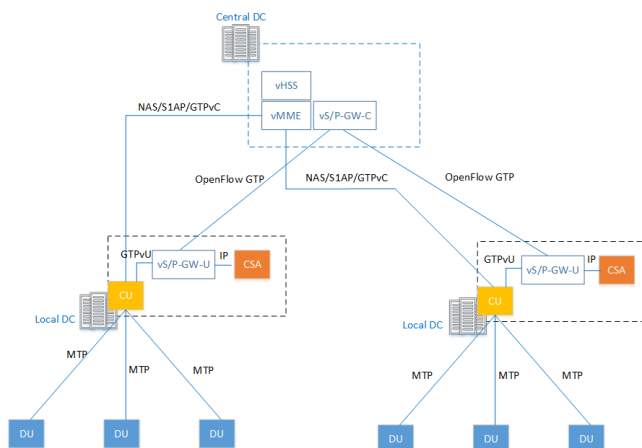 Central DC
vHSS
NAS/S1AP/GTPvC
vMME
vS/P-GW-C
OpenFlow GTP
NAS/S1AP/GTPvC
OpenFlow GTP
GTPvU
vS/P-GW-U
IP
CSA
GTPvU
vS/P-GW-U
IP
CSA
CU
CU
Local DC
Local DC
MTP
MTP
MTP
MTP
MTP
MTP
DU
DU
DU
DU
DU
DU